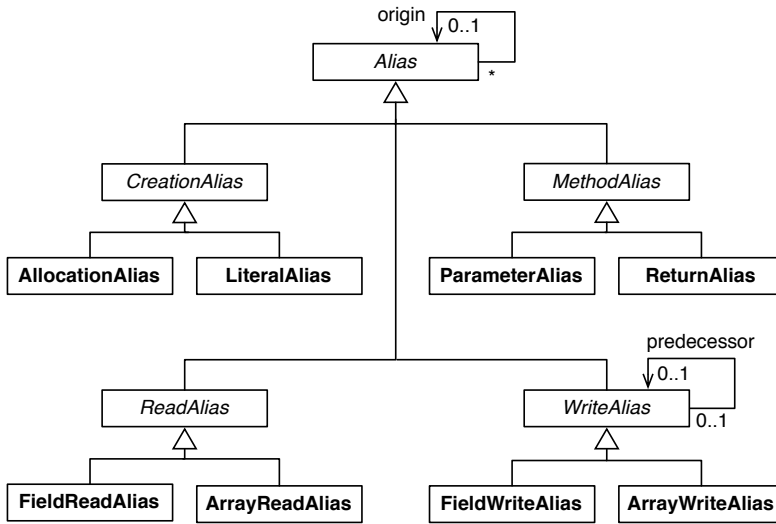 origin
0..1
Alias
*
CreationAlias
MethodAlias
AllocationAlias
LiteralAlias
ParameterAlias
ReturnAlias
predecessor
0..1
ReadAlias
WriteAlias
0..1
FieldReadAlias
ArrayReadAlias
FieldWriteAlias
ArrayWriteAlias